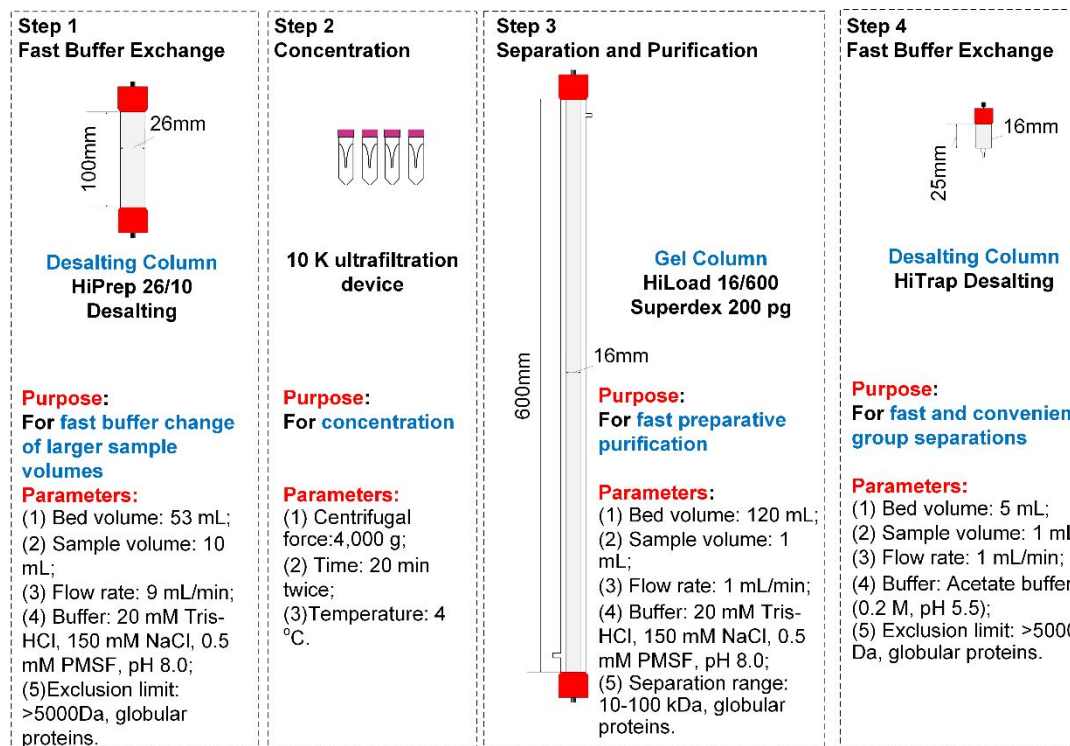 Step 1
Fast Buffer Exchange
26mm
100mm
Desalting Column
HiPrep 26/10
Desalting
Purpose:
For fast buffer change
of larger sample
volumes
Parameters:
(1) Bed volume: 53 mL;
(2) Sample volume: 10
mL;
(3) Flow rate: 9 mL/min;
(4) Buffer: 20 mM Tris-
HCl, 150 mM NaCl, 0.5
mM PMSF, pH 8.0;
(5)Exclusion limit:
>5000Da, globular
proteins.
Step 2
Concentration
10 K ultrafiltration
device
Purpose:
For concentration
Parameters:
(1) Centrifugal
force:4,000 g;
(2) Time: 20 min
twice;
(3)Temperature: 4
°C.
Step 3
Separation and Purification
600mm
Gel Column
HiLoad 16/600
Superdex 200 pg
16mm
Purpose:
For fast preparative
purification
Parameters:
(1) Bed volume: 120 mL;
(2) Sample volume: 1
mL;
(3) Flow rate: 1 mL/min;
(4) Buffer: 20 mM Tris-
HCl, 150 mM NaCl, 0.5
mM PMSF, pH 8.0;
(5) Separation range:
10-100 kDa, globular
proteins.
Step 4
Fast Buffer Exchange
16mm
25mm
Desalting Column
HiTrap Desalting
Purpose:
For fast and convenien
group separations
Parameters:
(1) Bed volume: 5 mL;
(2) Sample volume: 1 mL
(3) Flow rate: 1 mL/min;
(4) Buffer: Acetate buffer
(0.2 M, pH 5.5);
(5) Exclusion limit: >5000
Da, globular proteins.